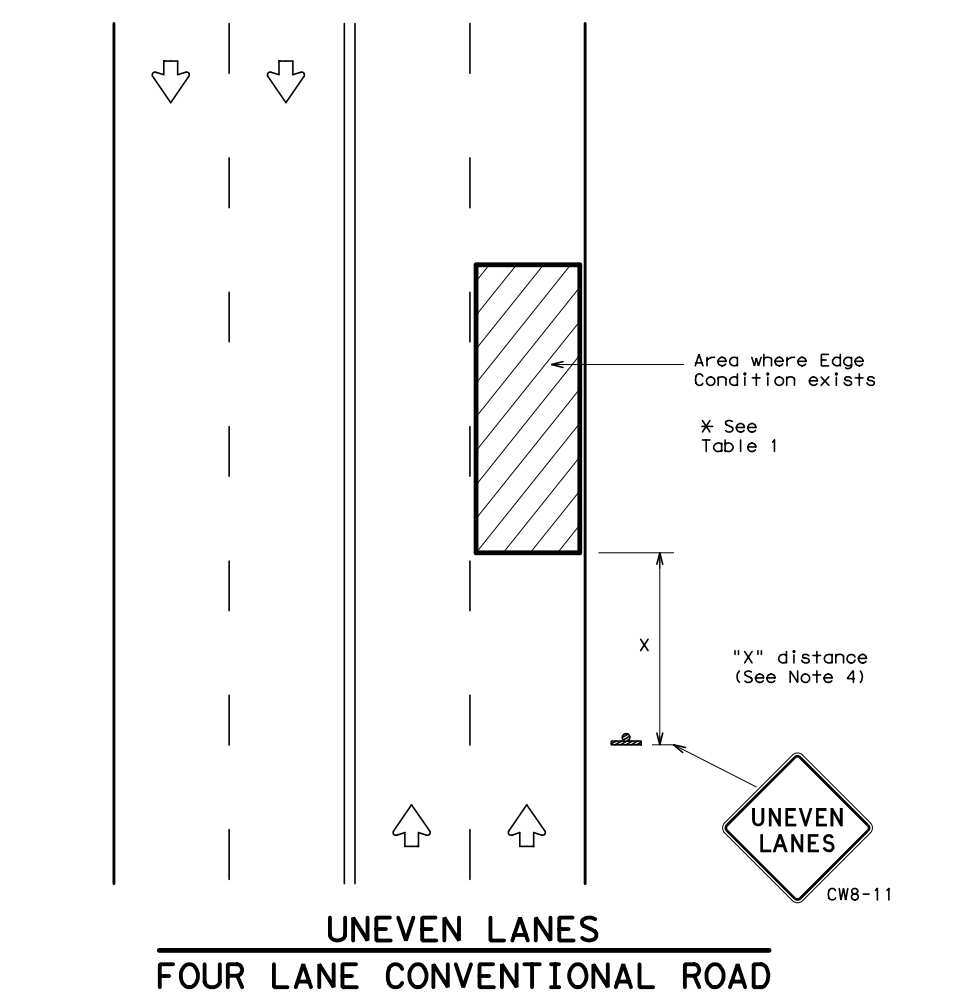 Area where Edge
Condition exists
* See
Table 1
X
"X" distance
(See Note 4)
UNEVEN
LANES
CW8-11
UNEVEN LANES
FOUR LANE CONVENTIONAL ROAD